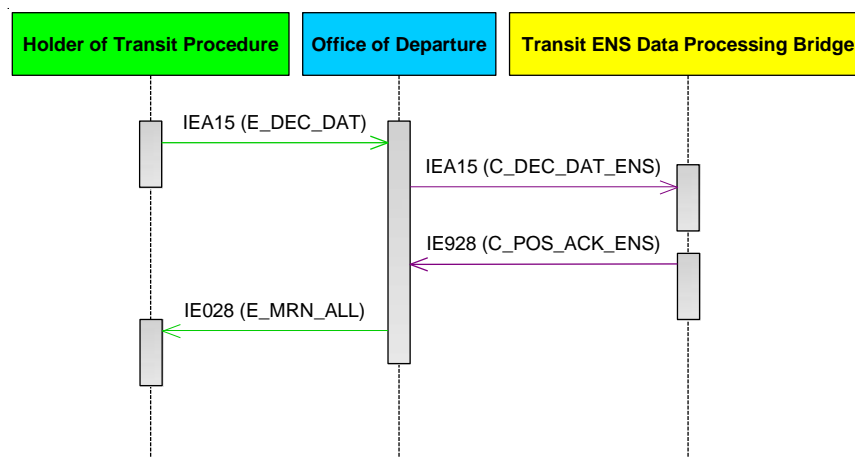 Holder of Transit Procedure
Office of Departure
Transit ENS Data Processing Bridge
IEA15 (E_DEC_DAT)
IEA15 (C_DEC_DAT_ENS)
IE928 (C_POS_ACK_ENS)
IE028 (E_MRN_ALL)